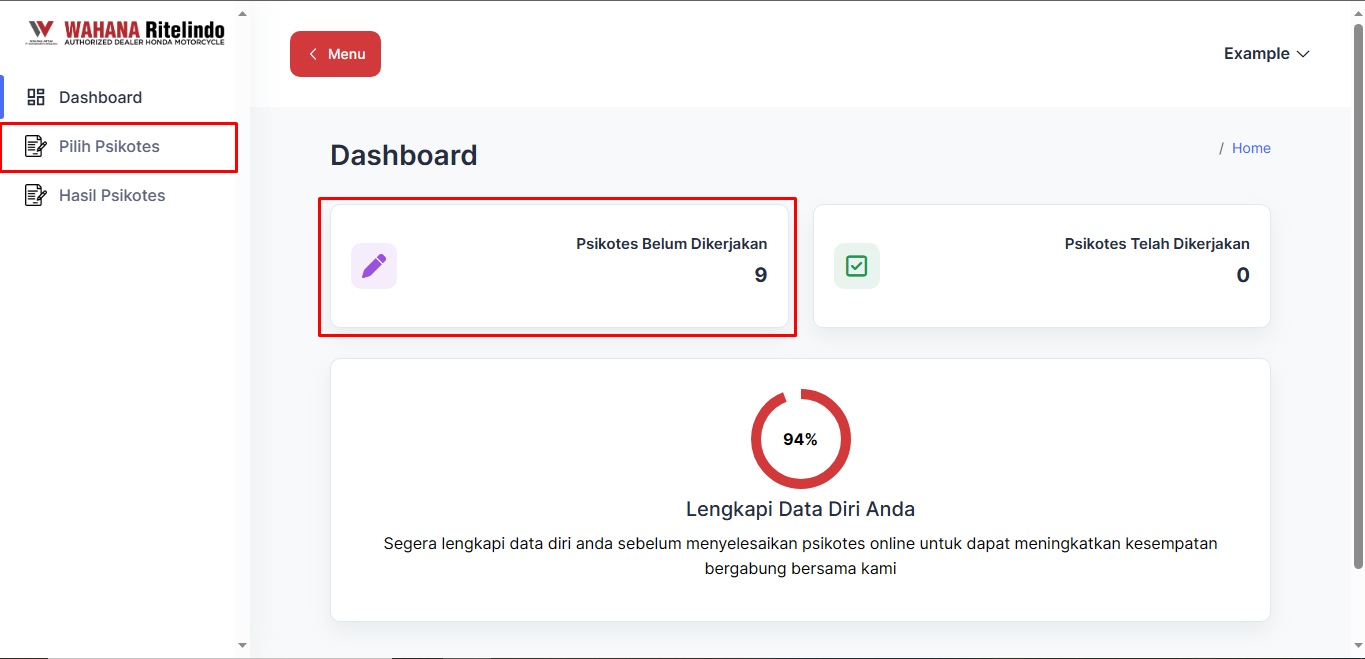 WAHANA Ritelindo
AUTHORIZED DEALER HONDA MOTORCYCLE
Menu
Example
Dashboard
Pilih Psikotes
Hasil Psikotes
Dashboard
/ Home
Psikotes Belum Dikerjakan
9
Psikotes Telah Dikerjakan
0
94%
Lengkapi Data Diri Anda
Segera lengkapi data diri anda sebelum menyelesaikan psikotes online untuk dapat meningkatkan kesempatan
bergabung bersama kami